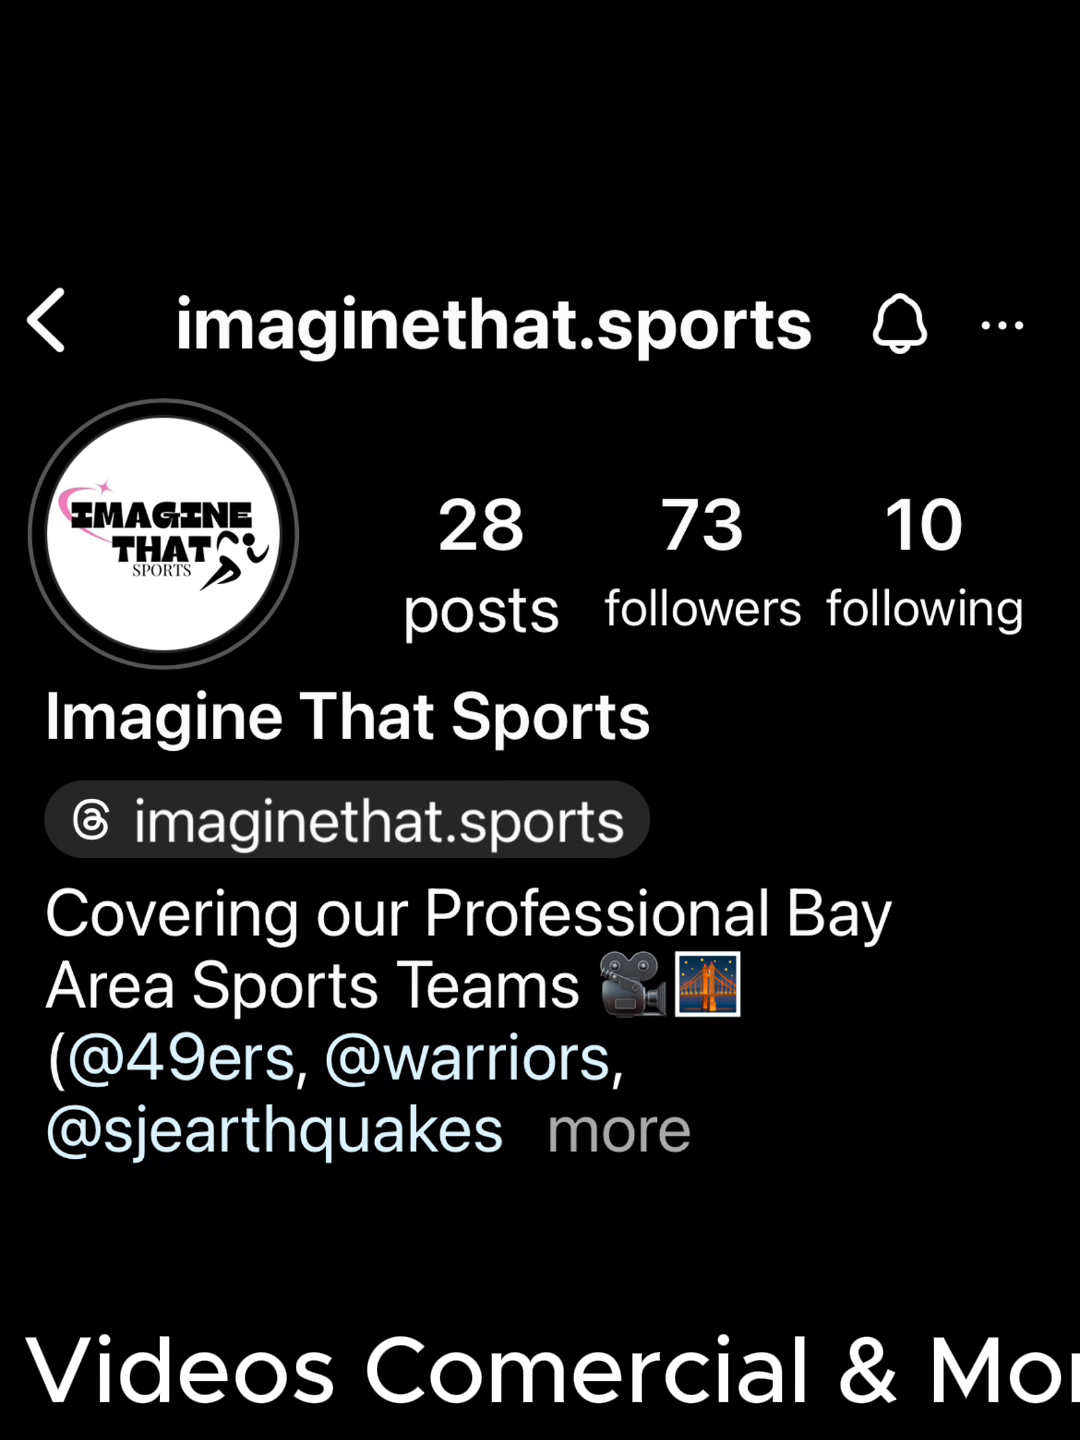 imaginethat.sports
IMAGINE
THAT
SPORTS
28 73 10
posts followers following
Imagine That Sports
imaginethat.sports
Covering our Professional Bay
Area Sports Teams 🎥🌉
(@49ers, @warriors,
@sjearthquakes more
Videos Comercial &